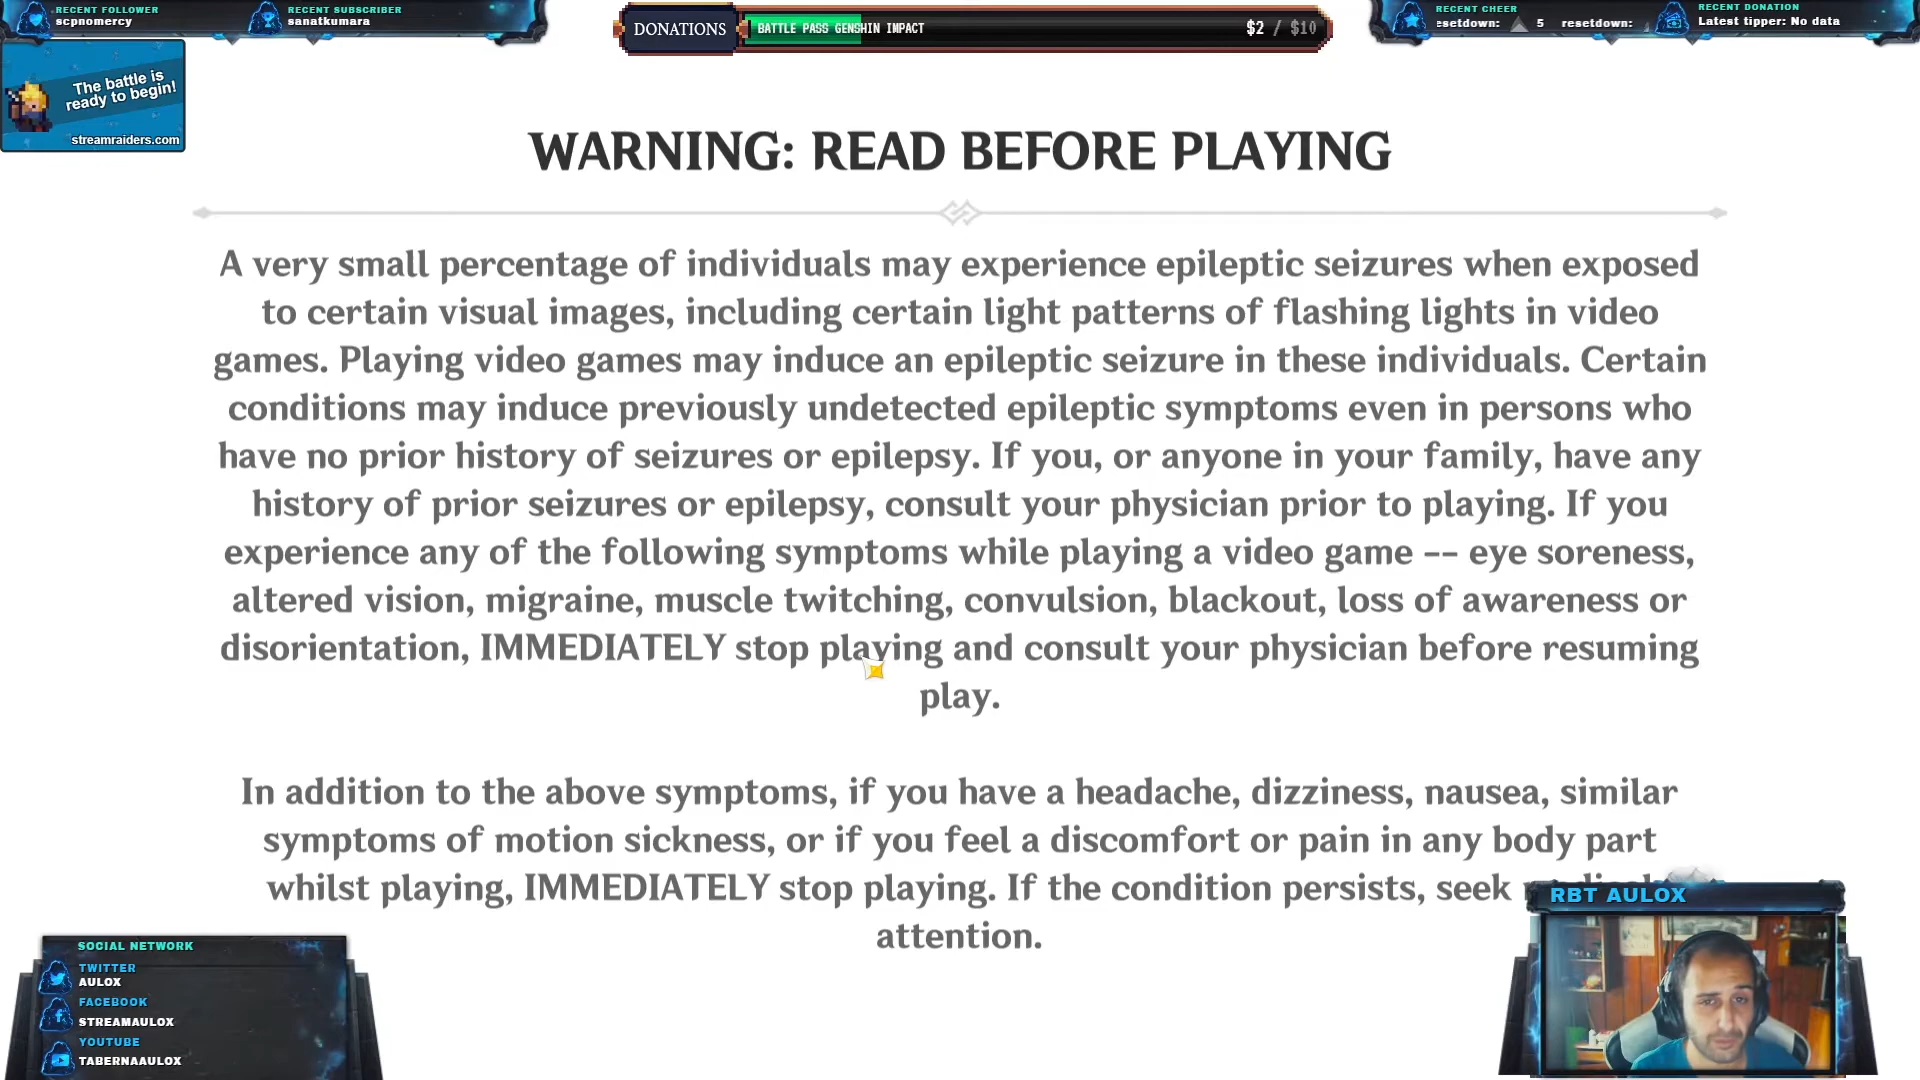 RECENT FOLLOWER
scpnomercy
RECENT SUBSCRIBER
sanatkumara
DONATIONS
BATTLE PASS GENSHIN IMPACT
$2 / $10
RECENT CHEER
esetdown: 5 resetdown:
RECENT DONATION
Latest tipper: No data
The battle is
ready to begin!
streamraiders.com
WARNING: READ BEFORE PLAYING
A very small percentage of individuals may experience epileptic seizures when exposed
to certain visual images, including certain light patterns of flashing lights in video
games. Playing video games may induce an epileptic seizure in these individuals. Certain
conditions may induce previously undetected epileptic symptoms even in persons who
have no prior history of seizures or epilepsy. If you, or anyone in your family, have any
history of prior seizures or epilepsy, consult your physician prior to playing. If you
experience any of the following symptoms while playing a video game -- eye soreness,
altered vision, migraine, muscle twitching, convulsion, blackout, loss of awareness or
disorientation, IMMEDIATELY stop playing and consult your physician before resuming
play.
In addition to the above symptoms, if you have a headache, dizziness, nausea, similar
symptoms of motion sickness, or if you feel a discomfort or pain in any body part
whilst playing, IMMEDIATELY stop playing. If the condition persists, seek
attention.
RBT AULOX
SOCIAL NETWORK
TWITTER
AULOX
FACEBOOK
STREAMAULOX
YOUTUBE
TABERNAAULOX